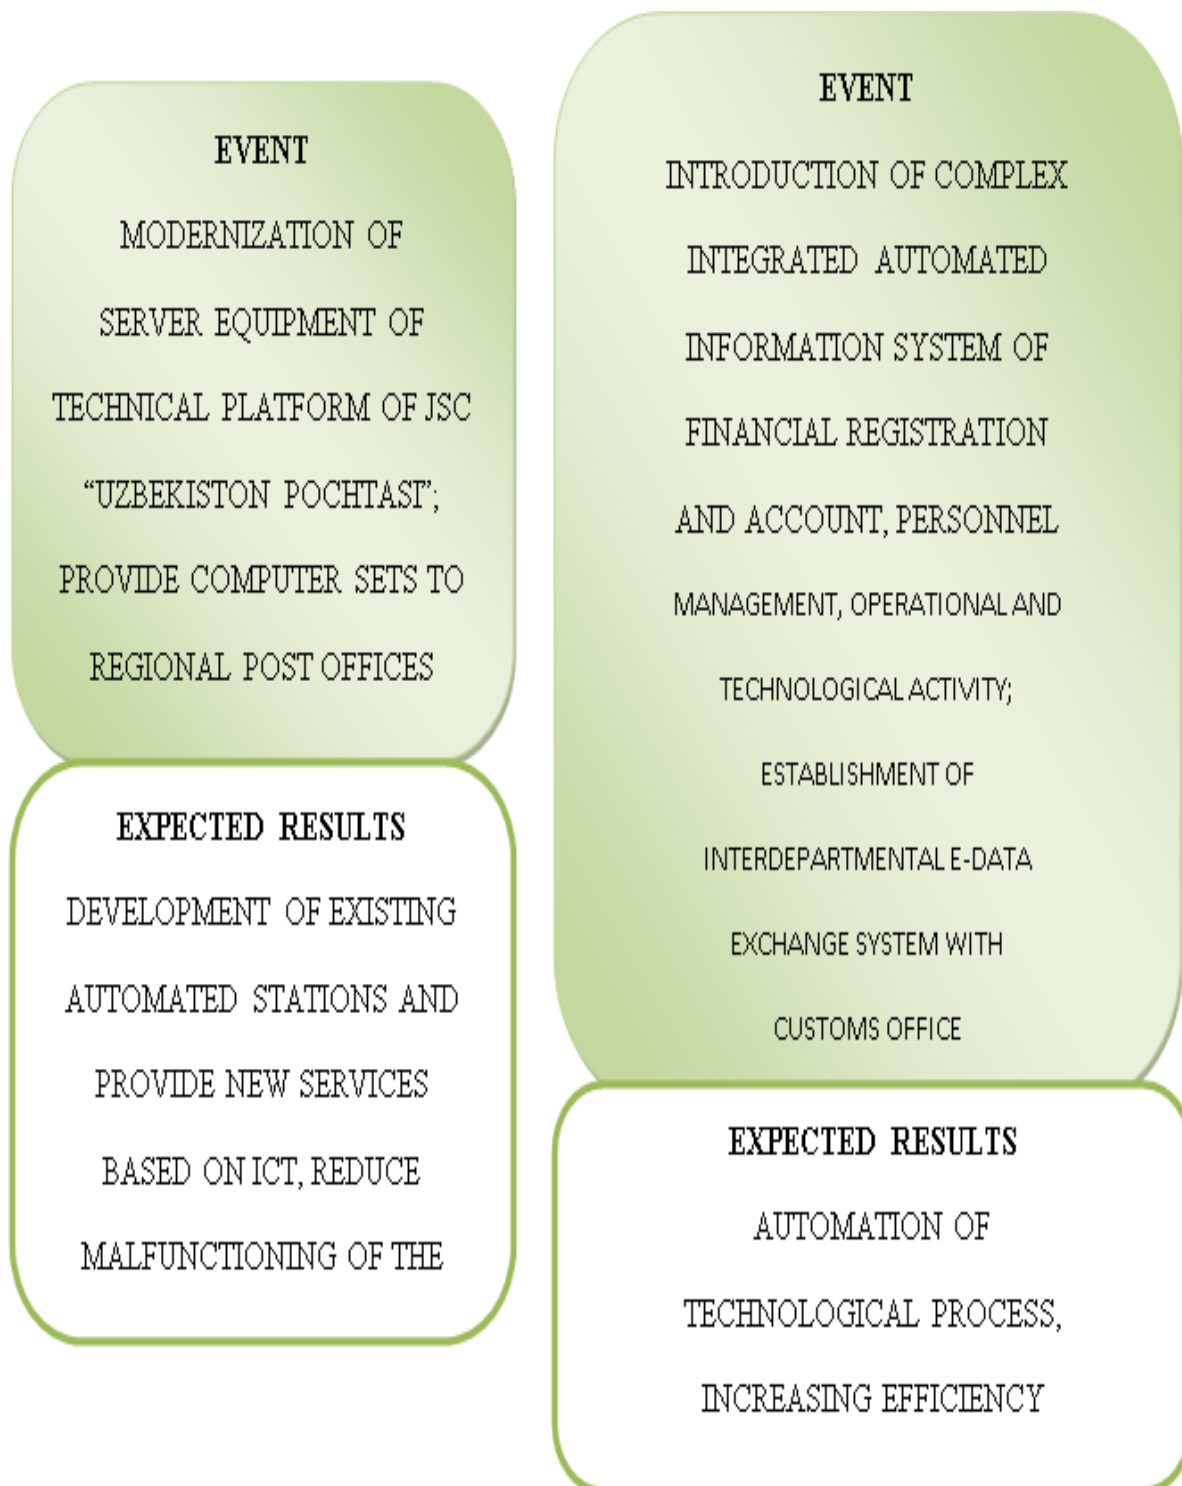 EVENT
MODERNIZATION OF
SERVER EQUIPMENT OF
TECHNICAL PLATFORM OF JSC
“UZBEKISTON POCHTASI”;
PROVIDE COMPUTER SETS TO
REGIONAL POST OFFICES
EXPECTED RESULTS
DEVELOPMENT OF EXISTING
AUTOMATED STATIONS AND
PROVIDE NEW SERVICES
BASED ON ICT, REDUCE
MALFUNCTIONING OF THE
EVENT
INTRODUCTION OF COMPLEX
INTEGRATED AUTOMATED
INFORMATION SYSTEM OF
FINANCIAL REGISTRATION
AND ACCOUNT, PERSONNEL
MANAGEMENT, OPERATIONAL AND
TECHNOLOGICAL ACTIVITY;
ESTABLISHMENT OF
INTERDEPARTMENTAL E-DATA
EXCHANGE SYSTEM WITH
CUSTOMS OFFICE
EXPECTED RESULTS
AUTOMATION OF
TECHNOLOGICAL PROCESS,
INCREASING EFFICIENCY